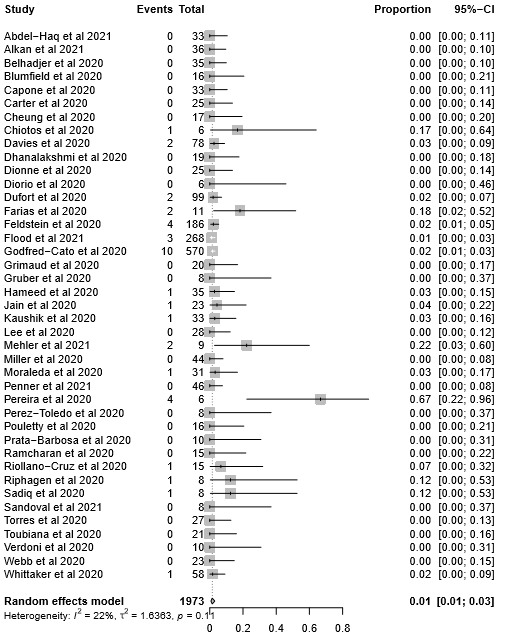 Study Events Total Proportion 95%−CI
Abdel−Haq et al 2021 0 33 0.00 [0.00; 0.11]
Alkan et al 2021 0 36 0.00 [0.00; 0.10]
Belhadjer et al 2020 0 35 0.00 [0.00; 0.10]
Blumfield et al 2020 0 16 0.00 [0.00; 0.21]
Capone et al 2020 0 33 0.00 [0.00; 0.11]
Carter et al 2020 0 25 0.00 [0.00; 0.14]
Cheung et al 2020 0 17 0.00 [0.00; 0.20]
Chiotos et al 2020 1 6 0.17 [0.00; 0.64]
Davies et al 2020 2 78 0.03 [0.00; 0.09]
Dhanalakshmi et al 2020 0 19 0.00 [0.00; 0.18]
Dionne et al 2020 0 25 0.00 [0.00; 0.14]
Diorio et al 2020 0 6 0.00 [0.00; 0.46]
Dufort et al 2020 2 99 0.02 [0.00; 0.07]
Farias et al 2020 2 11 0.18 [0.02; 0.52]
Feldstein et al 2020 4 186 0.02 [0.01; 0.05]
Flood et al 2021 3 268 0.01 [0.00; 0.03]
Godfred−Cato et al 2020 10 570 0.02 [0.01; 0.03]
Grimaud et al 2020 0 20 0.00 [0.00; 0.17]
Gruber et al 2020 0 8 0.00 [0.00; 0.37]
Hameed et al 2020 1 35 0.03 [0.00; 0.15]
Jain et al 2020 1 23 0.04 [0.00; 0.22]
Kaushik et al 2020 1 33 0.03 [0.00; 0.16]
Lee et al 2020 0 28 0.00 [0.00; 0.12]
Mehler et al 2021 2 9 0.22 [0.03; 0.60]
Miller et al 2020 0 44 0.00 [0.00; 0.08]
Moraleda et al 2020 1 31 0.03 [0.00; 0.17]
Penner et al 2021 0 46 0.00 [0.00; 0.08]
Pereira et al 2020 4 6 0.67 [0.22; 0.96]
Perez−Toledo et al 2020 0 8 0.00 [0.00; 0.37]
Pouletty et al 2020 0 16 0.00 [0.00; 0.21]
Prata−Barbosa et al 2020 0 10 0.00 [0.00; 0.31]
Ramcharan et al 2020 0 15 0.00 [0.00; 0.22]
Riollano−Cruz et al 2020 1 15 0.07 [0.00; 0.32]
Riphagen et al 2020 1 8 0.12 [0.00; 0.53]
Sadiq et al 2020 1 8 0.12 [0.00; 0.53]
Sandoval et al 2021 0 8 0.00 [0.00; 0.37]
Torres et al 2020 0 27 0.00 [0.00; 0.13]
Toubiana et al 2020 0 21 0.00 [0.00; 0.16]
Verdoni et al 2020 0 10 0.00 [0.00; 0.31]
Webb et al 2020 0 23 0.00 [0.00; 0.15]
Whittaker et al 2020 1 58 0.02 [0.00; 0.09]
Random effects model 1973 0.01 [0.01; 0.03]
Heterogeneity: I² = 22%, τ² = 1.6363, p = 0.11
0 0.2 0.4 0.6 0.8